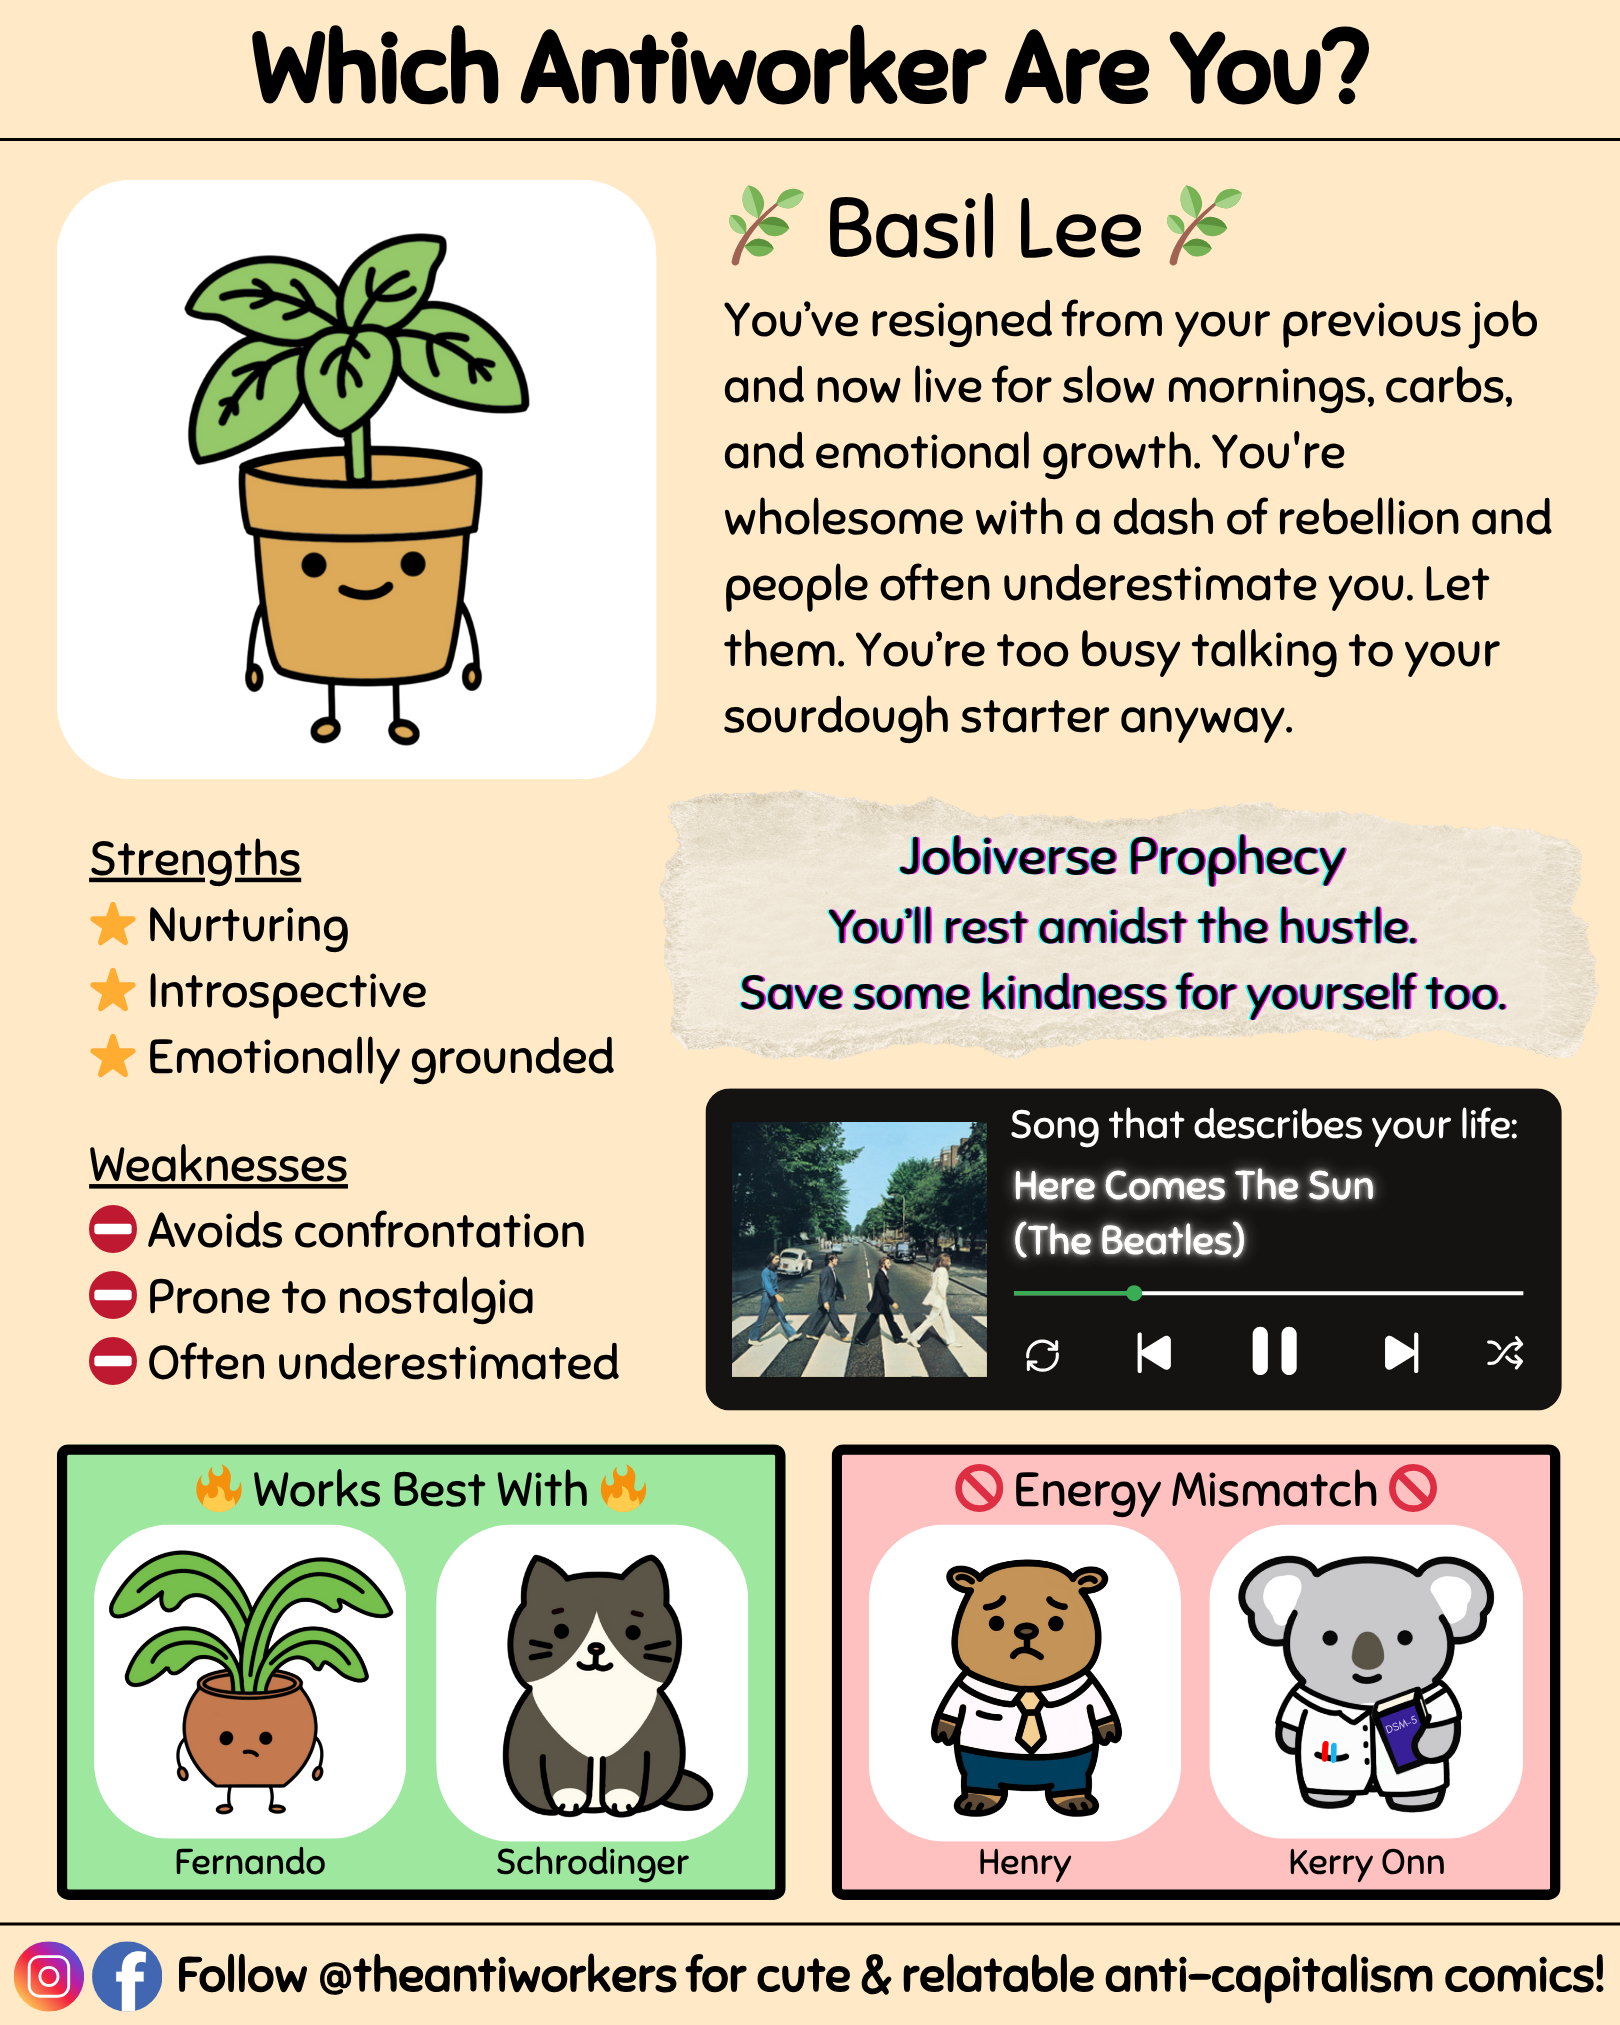 Which Antiworker Are You?
Basil Lee
You’ve resigned from your previous job
and now live for slow mornings, carbs,
and emotional growth. You're
wholesome with a dash of rebellion and
people often underestimate you. Let
them. You’re too busy talking to your
sourdough starter anyway.
Strengths
Nurturing
Introspective
Emotionally grounded
Weaknesses
Avoids confrontation
Prone to nostalgia
Often underestimated
Jobiverse Prophecy
You’ll rest amidst the hustle.
Save some kindness for yourself too.
Song that describes your life:
Here Comes The Sun
(The Beatles)
Works Best With
Fernando
Schrodinger
Energy Mismatch
DSM-5
Henry
Kerry Onn
Follow @theantiworkers for cute & relatable anti-capitalism comics!